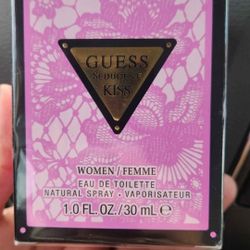 GUESS
SEDUCTIVE
KISS
WOMEN / FEMME
EAU DE TOILETTE
NATURAL SPRAY • VAPORISATEUR
1.0 FL.OZ./30 mL ℮